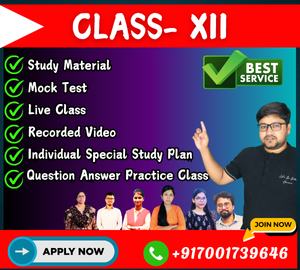 CLASS- XII
Study Material
Mock Test
Live Class
Recorded Video
Individual Special Study Plan
Question Answer Practice Class
BEST
SERVICE
JOIN NOW
APPLY NOW
+917001739646